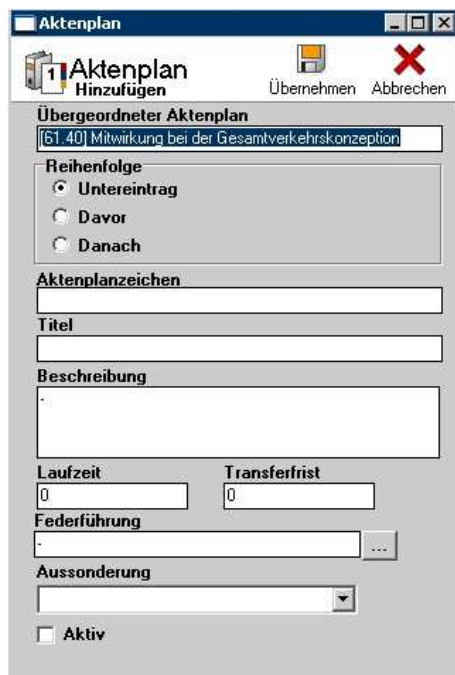 Aktenplan
1 Aktenplan
Hinzufügen
Übernehmen Abbrechen
Übergeordneter Aktenplan
[61.40] Mitwirkung bei der Gesamtverkehrskonzeption
Reihenfolge
Untereintrag
Davor
Danach
Aktenplanzeichen
Titel
Beschreibung
-
Laufzeit Transferfrist
0 0
Federführung
- ...
Aussonderung
Aktiv